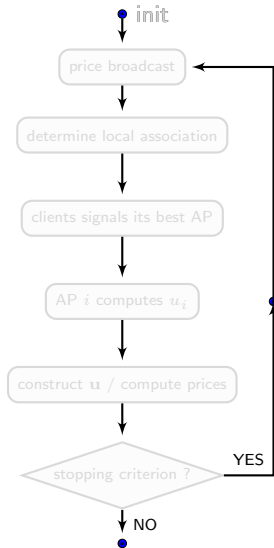 init
price broadcast
determine local association
clients signals its best AP
AP i computes u_i
construct u / compute prices
stopping criterion ?
YES
NO